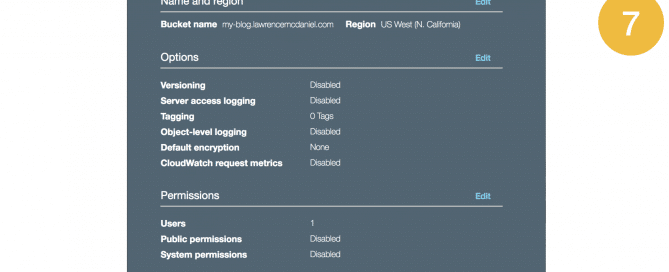 Name and region Edit
Bucket name my-blog.lawrencemcdaniel.com Region US West (N. California)
7
Options Edit
Versioning Disabled
Server access logging Disabled
Tagging 0 Tags
Object-level logging Disabled
Default encryption None
CloudWatch request metrics Disabled
Permissions Edit
Users 1
Public permissions Disabled
System permissions Disabled